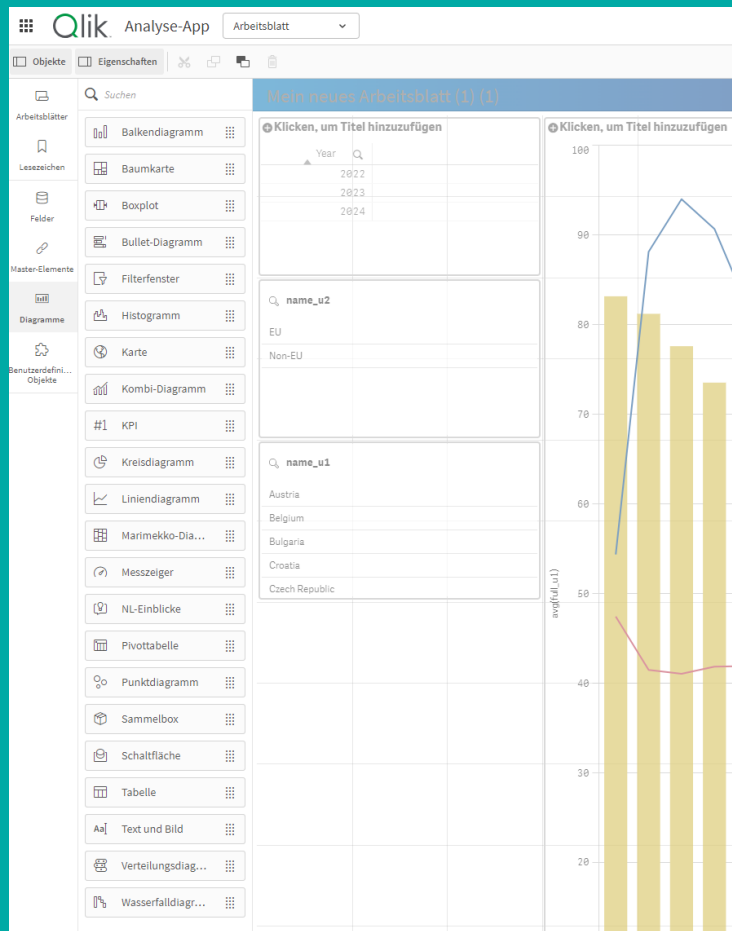 Qlik Analyse-App Arbeitsblatt
Objekte Eigenschaften
Arbeitsblätter
Lesezeichen
Felder
Master-Elemente
Diagramme
Benutzerdefini...
Objekte
Suchen
Balkendiagramm
Baumkarte
Boxplot
Bullet-Diagramm
Filterfenster
Histogramm
Karte
Kombi-Diagramm
#1 KPI
Kreisdiagramm
Liniendiagramm
Marimekko-Dia...
Messzeiger
NL-Einblicke
Pivottabelle
Punktdiagramm
Sammelbox
Schaltfläche
Tabelle
Aa Text und Bild
Verteilungsdiag...
Wasserfalldiagr...
Mein neues Arbeitsblatt (1) (1)
Klicken, um Titel hinzuzufügen
Year
2022
2023
2024
name_u2
EU
Non-EU
name_u1
Austria
Belgium
Bulgaria
Croatia
Czech Republic
Klicken, um Titel hinzuzufügen
100
90
80
70
60
50
40
30
20
avg(full_u1)